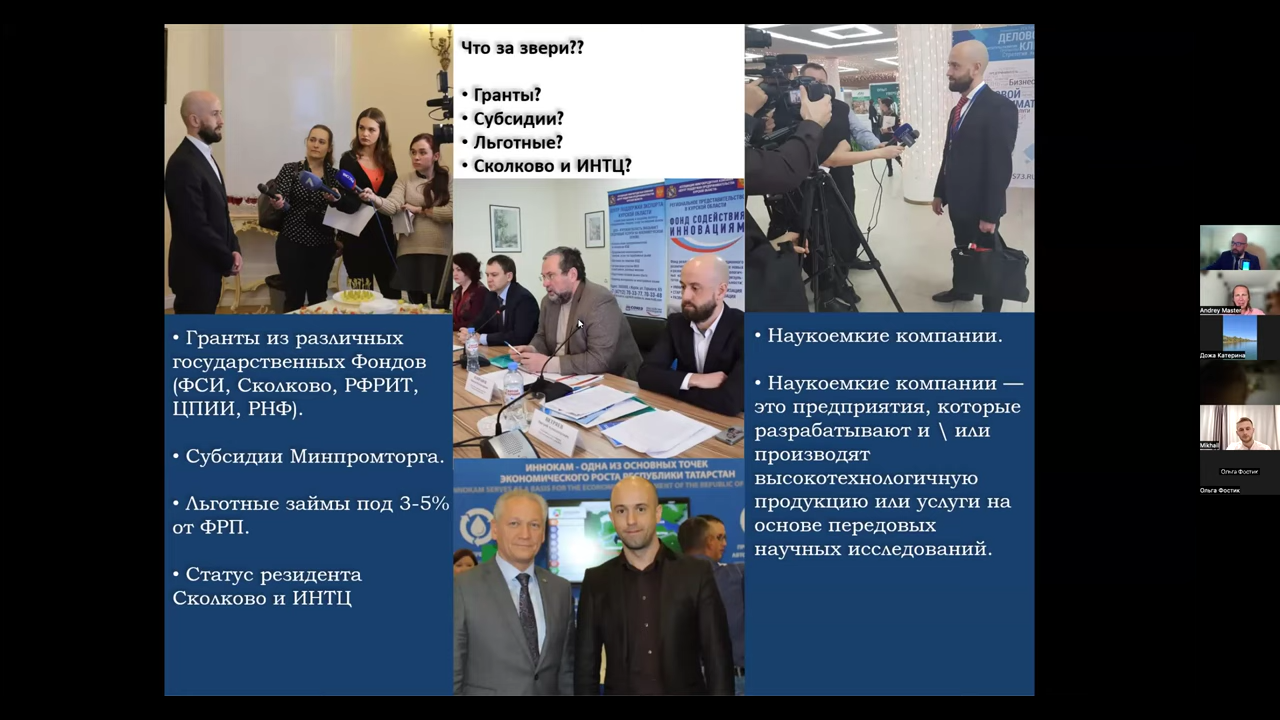 Что за звери??
• Гранты?
• Субсидии?
• Льготные?
• Сколково и ИНТЦ?
ДЕЛОВО
КЛ
Бизнес
ФОНД СОДЕЙСТВИЯ
ИННОВАЦИЯМ
ИННОКАМ - ОДНА ИЗ ОСНОВНЫХ ТОЧЕК
ЭКОНОМИЧЕСКОГО РОСТА РЕСПУБЛИКИ ТАТАРСТАН
• Гранты из различных
государственных Фондов
(ФСИ, Сколково, РФРИТ,
ЦПИИ, РНФ).
• Субсидии Минпромторга.
• Льготные займы под 3-5%
от ФРП.
• Статус резидента
Сколково и ИНТЦ
• Наукоемкие компании.
• Наукоемкие компании —
это предприятия, которые
разрабатывают и \ или
производят
высокотехнологичную
продукцию или услуги на
основе передовых
научных исследований.
Andrey Master
Дожа Катерина
Mikhail
Ольга Фостик
Ольга Фостик